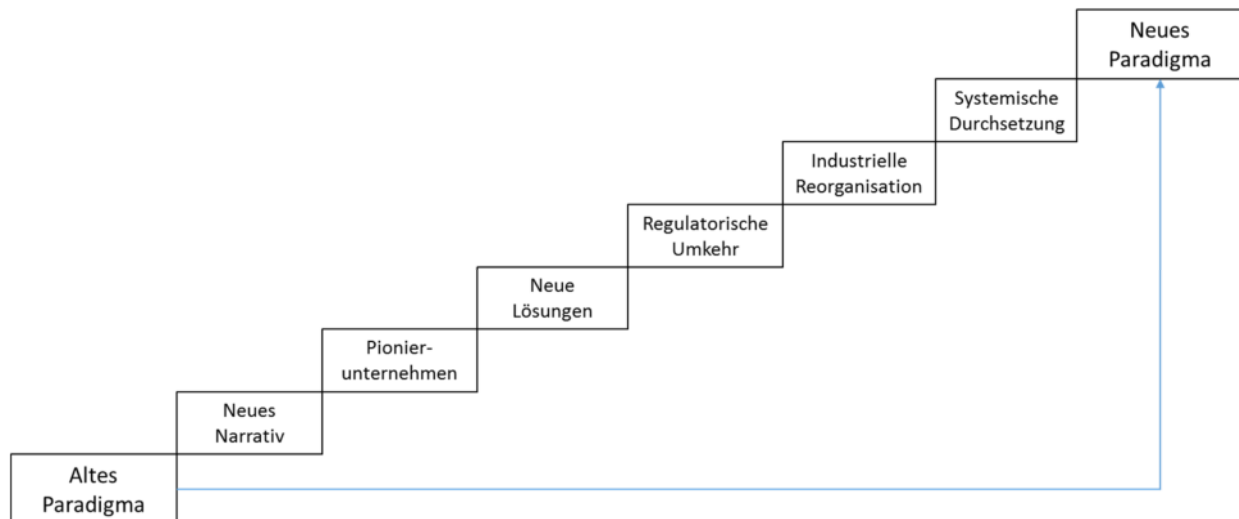 Neues
Paradigma
Systemische
Durchsetzung
Industrielle
Reorganisation
Regulatorische
Umkehr
Neue
Lösungen
Pionier-
unternehmen
Neues
Narrativ
Altes
Paradigma